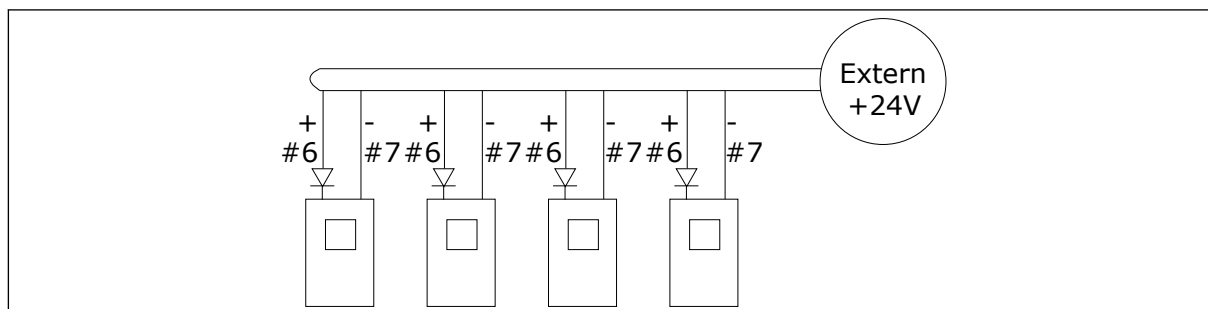 Extern
+24V
+ - + - + - + -
#6 #7 #6 #7 #6 #7 #6 #7